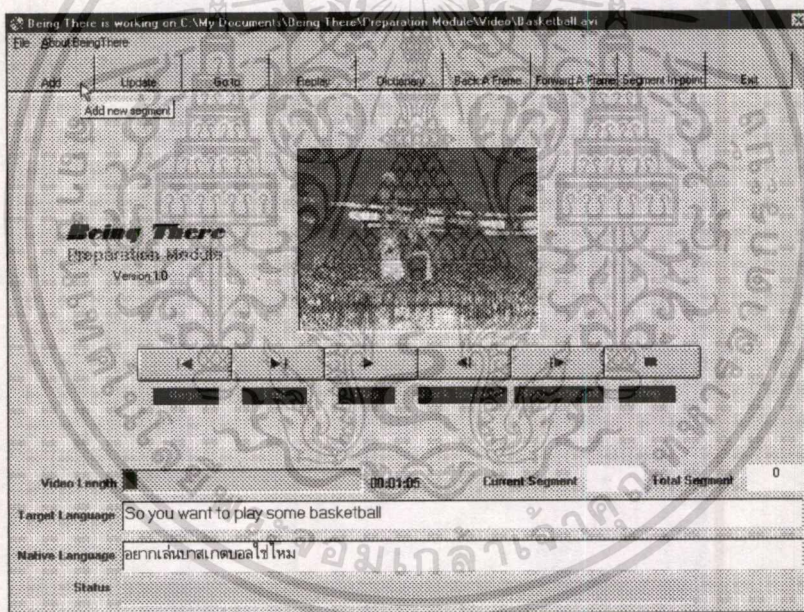 Being There is working on C:\My Documents\Being There\Preparation Module\Video\Basketball.avi
File About BeingThere
Add Update Go to Replay Dictionary Back A Frame Forward A Frame Segment In-point Exit
Add new segment
Being There
Preparation Module
Version 1.0
Video Length 00:01:05 Current Segment Total Segment 0
Target Language So you want to play some basketball
Native Language อยากเล่นบาสเกตบอลใช่ไหม
Status